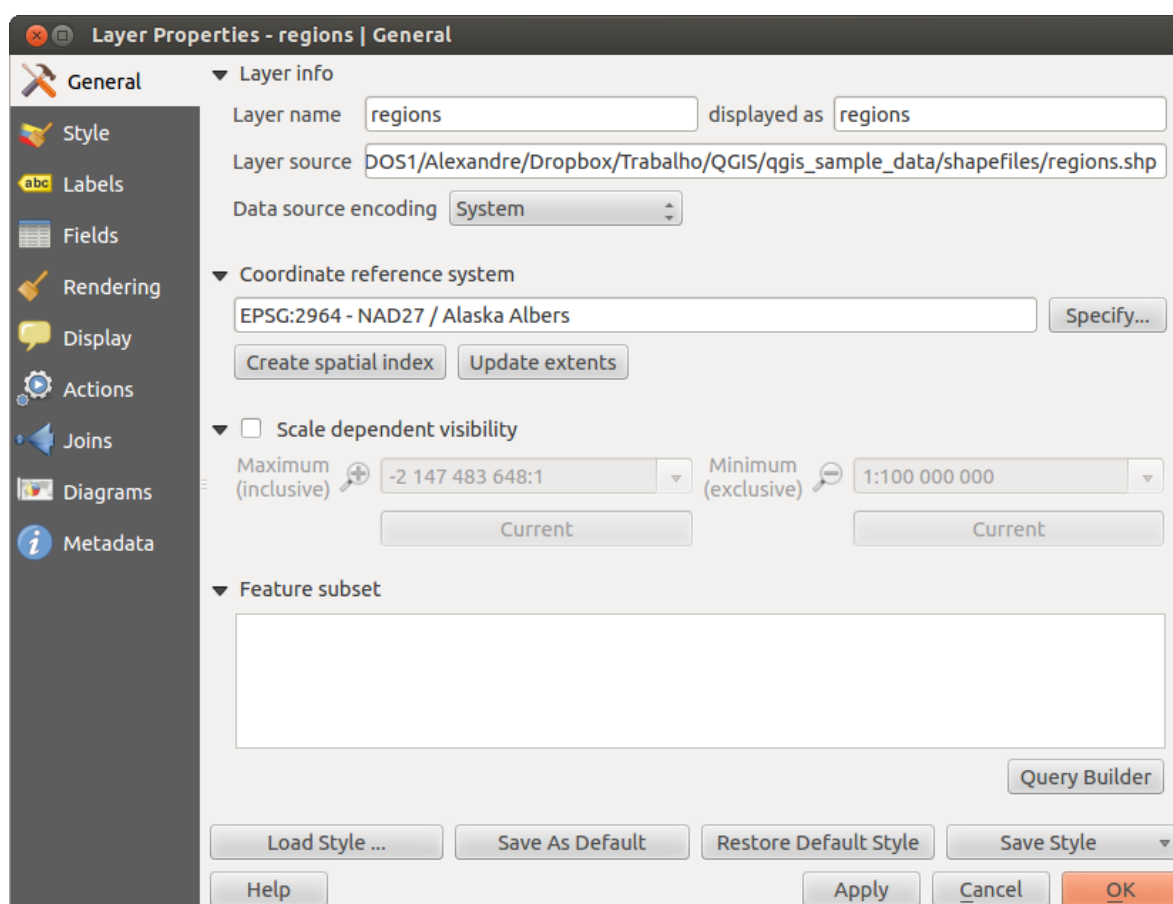 Layer Properties - regions | General
General
Style
abc Labels
Fields
Rendering
Display
Actions
Joins
Diagrams
Metadata
Layer info
Layer name regions displayed as regions
Layer source DOS1/Alexandre/Dropbox/Trabalho/QGIS/qgis_sample_data/shapefiles/regions.shp
Data source encoding System
Coordinate reference system
EPSG:2964 - NAD27 / Alaska Albers Specify...
Create spatial index Update extents
Scale dependent visibility
Maximum (inclusive) -2 147 483 648:1 Minimum (exclusive) 1:100 000 000
Current Current
Feature subset
Query Builder
Load Style ... Save As Default Restore Default Style Save Style
Help Apply Cancel OK